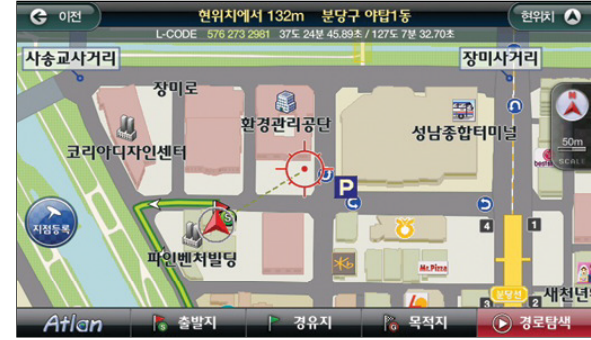 이전
현위치에서 132m 분당구 야탑1동
현위치
L-CODE 576 273 2981 37도 24분 45.89초 / 127도 7분 32.70초
사송교사거리
장미사거리
장미로
환경관리공단
성남종합터미널
코리아디자인센터
N
50m
SCALE
best
P
지점등록
S
파인벤처빌딩
4
1
Mr.Pizza
분당선
3
2
새천년
Atlan
출발지
경유지
목적지
경로탐색